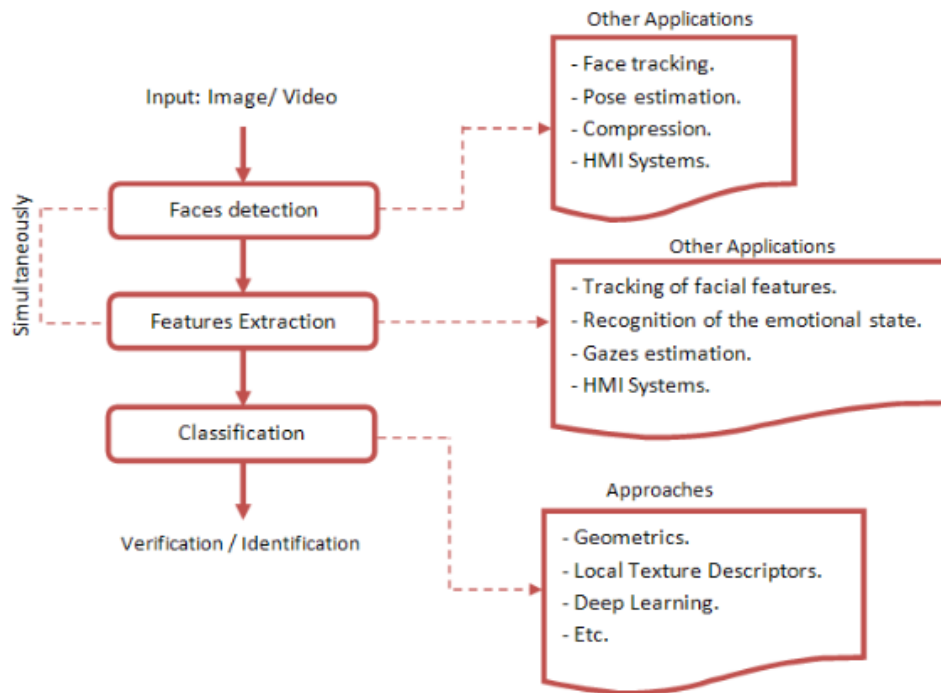 Other Applications
- Face tracking.
- Pose estimation.
- Compression.
- HMI Systems.
Input: Image/ Video
Faces detection
Simultaneously
Other Applications
- Tracking of facial features.
- Recognition of the emotional state.
- Gazes estimation.
- HMI Systems.
Features Extraction
Classification
Verification / Identification
Approaches
- Geometrics.
- Local Texture Descriptors.
- Deep Learning.
- Etc.